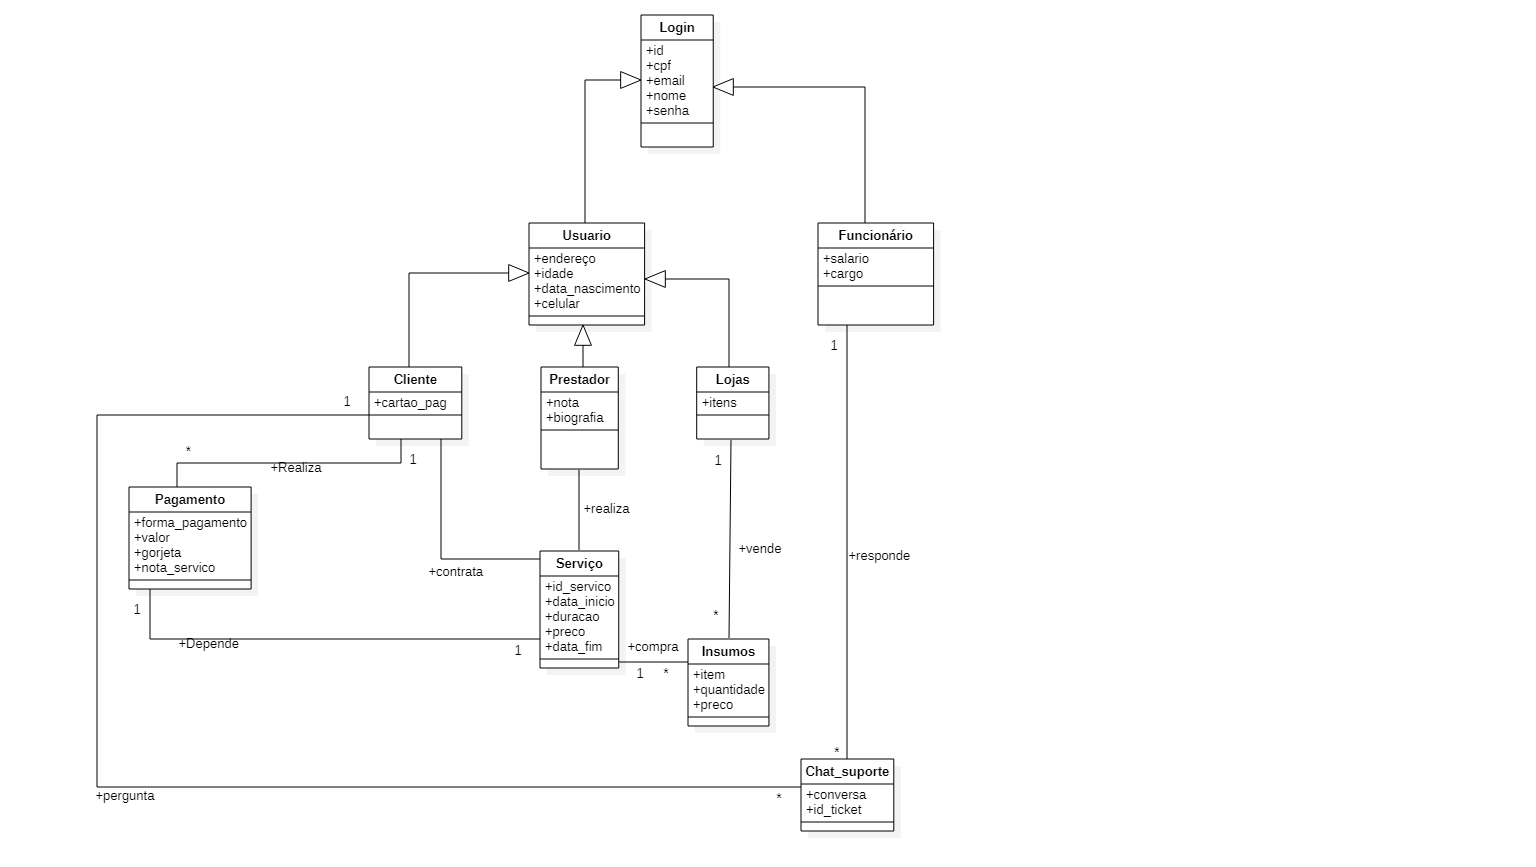 Login
+id
+cpf
+email
+nome
+senha
Usuario
+endereço
+idade
+data_nascimento
+celular
Funcionário
+salario
+cargo
1
Cliente
+cartao_pag
1
1
Prestador
+nota
+biografia
Lojas
+itens
1
*
+Realiza
Pagamento
+forma_pagamento
+valor
+gorjeta
+nota_servico
1
+realiza
+vende
+responde
+contrata
Serviço
+id_servico
+data_inicio
+duracao
+preco
+data_fim
+Depende
1
+compra
1
*
*
Insumos
+item
+quantidade
+preco
*
Chat_suporte
+conversa
+id_ticket
+pergunta
*